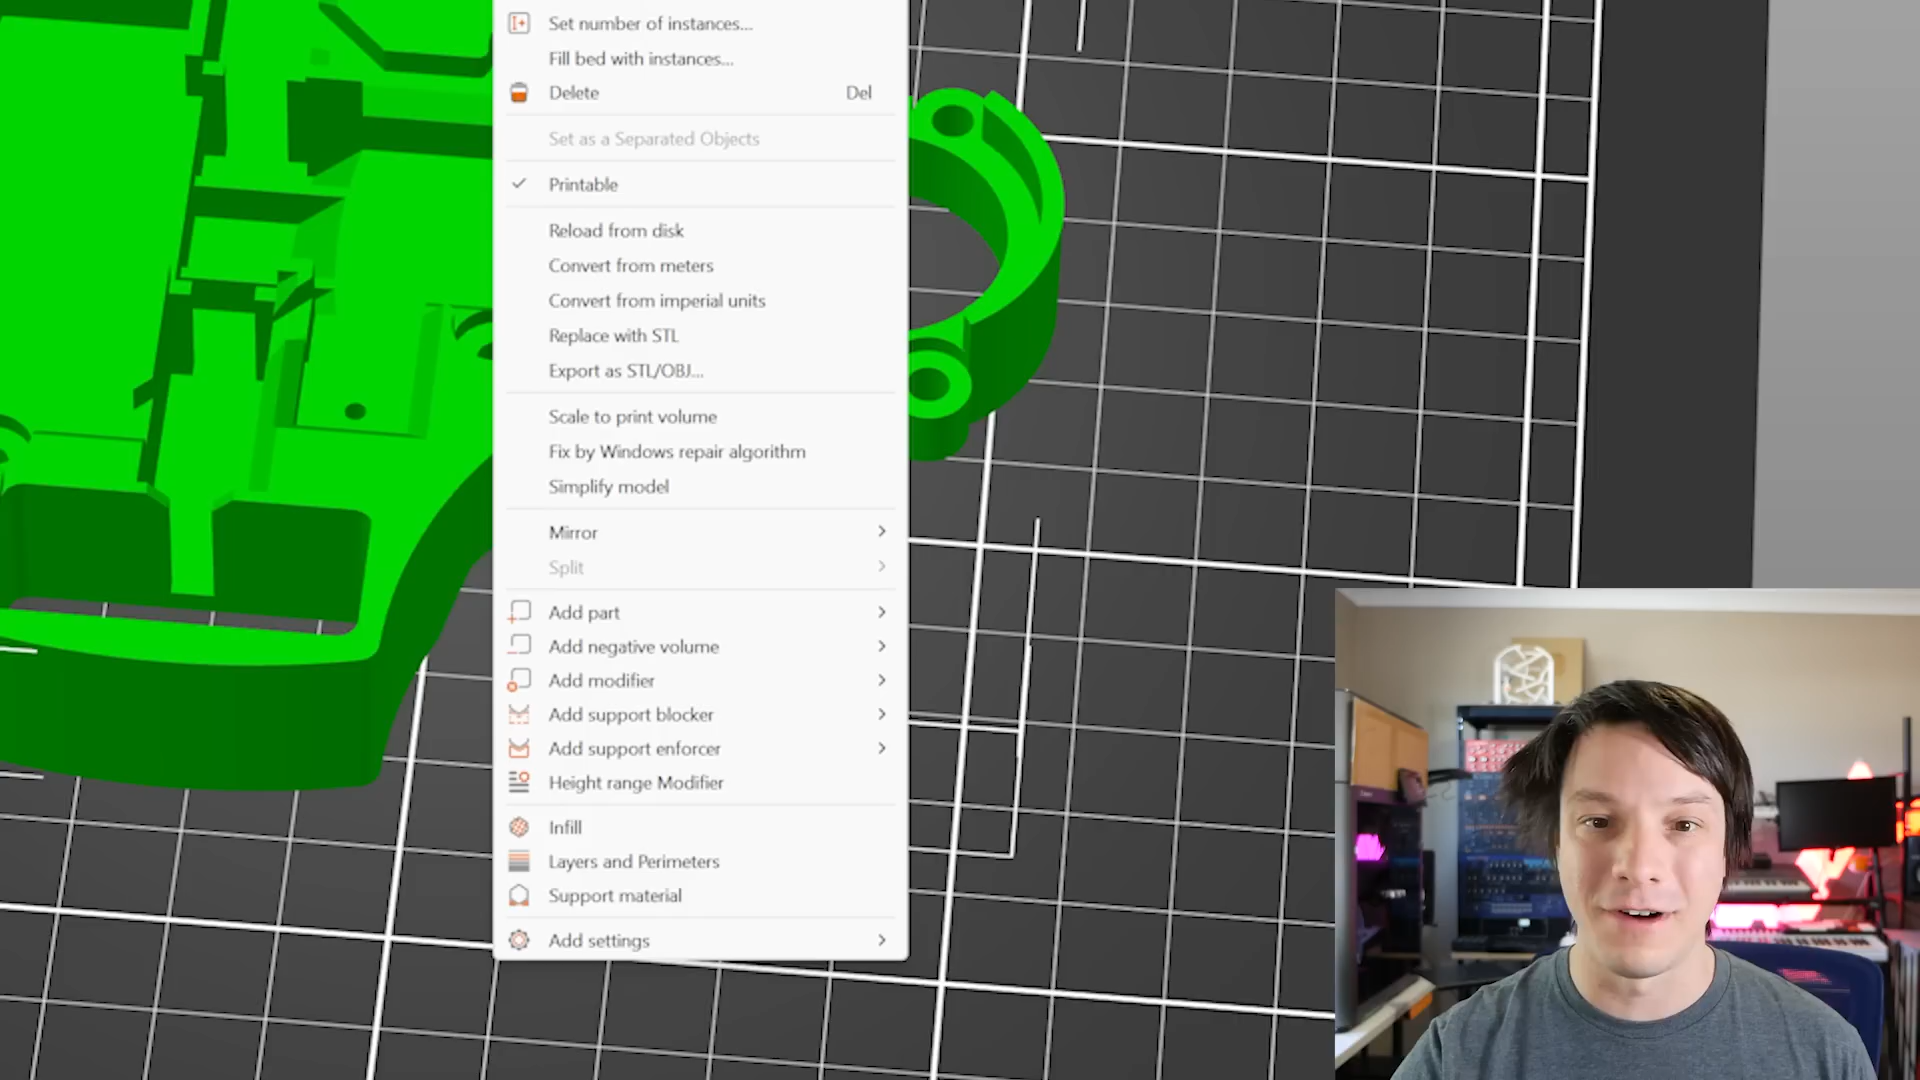 Set number of instances...
Fill bed with instances...
Delete Del
Set as a Separated Objects
Printable
Reload from disk
Convert from meters
Convert from imperial units
Replace with STL
Export as STL/OBJ...
Scale to print volume
Fix by Windows repair algorithm
Simplify model
Mirror
Split
Add part
Add negative volume
Add modifier
Add support blocker
Add support enforcer
Height range Modifier
Infill
Layers and Perimeters
Support material
Add settings